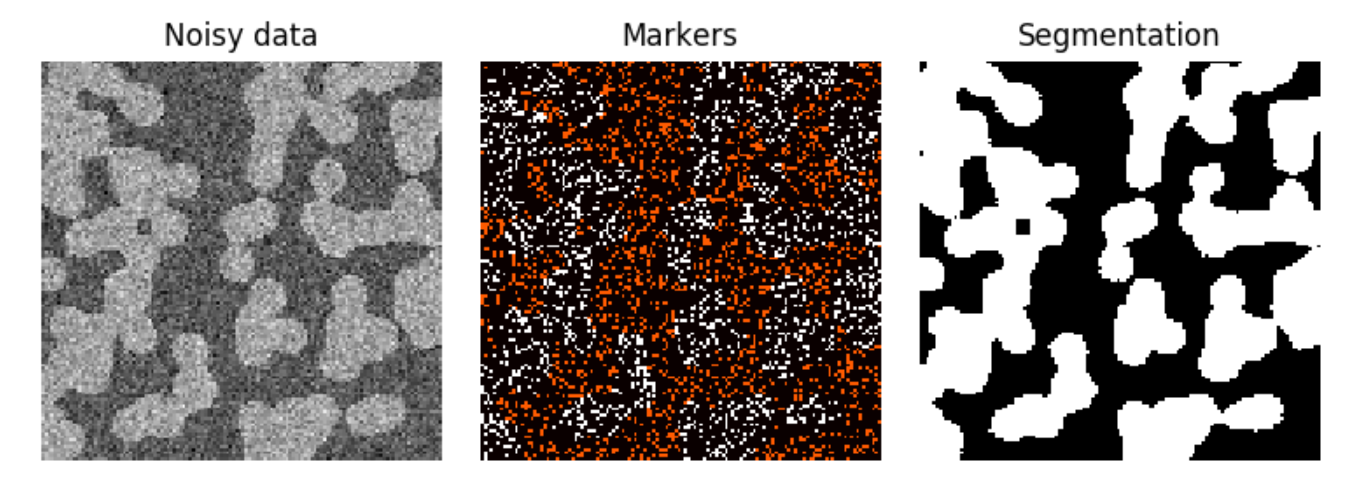 Noisy data
Markers
Segmentation